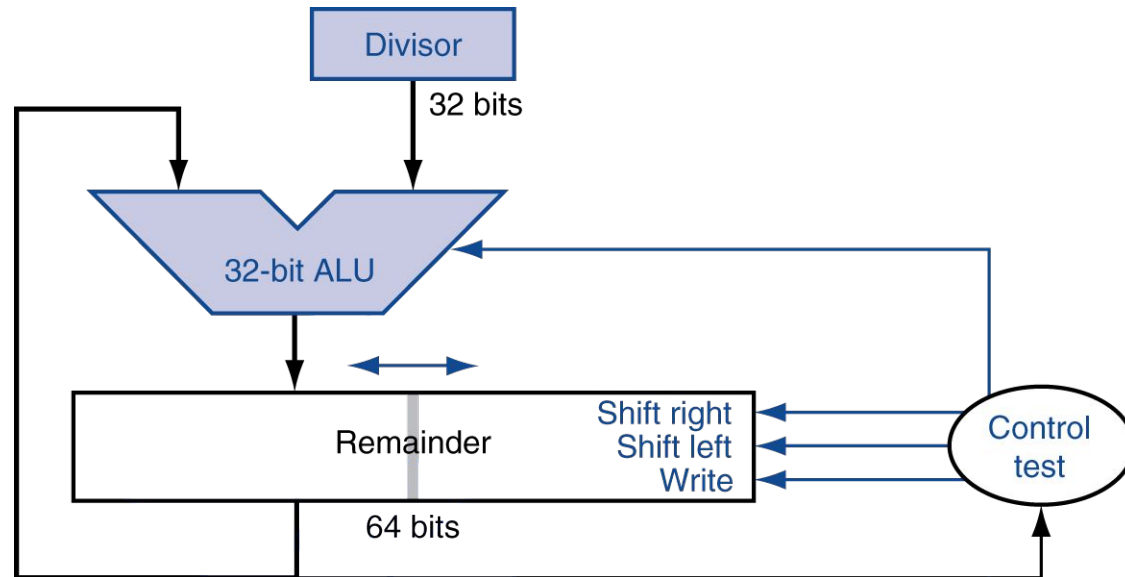 Divisor
32 bits
32-bit ALU
Shift right
Remainder
Shift left
Write
Control
test
64 bits